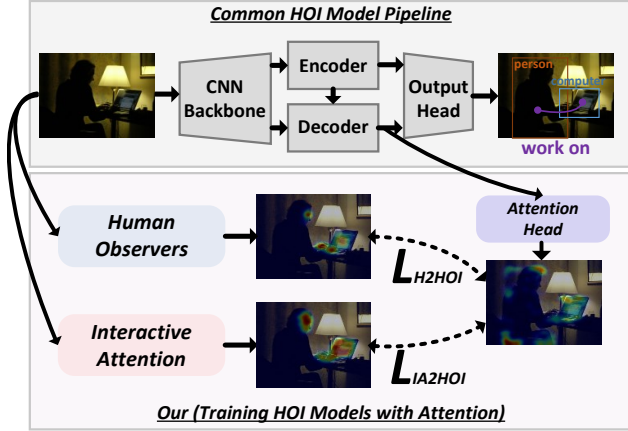 Common HOI Model Pipeline
CNN
Backbone
Encoder
Decoder
Output
Head
person
computer
work on
Human
Observers
Interactive
Attention
Attention
Head
L H2HOI
L IA2HOI
Our (Training HOI Models with Attention)